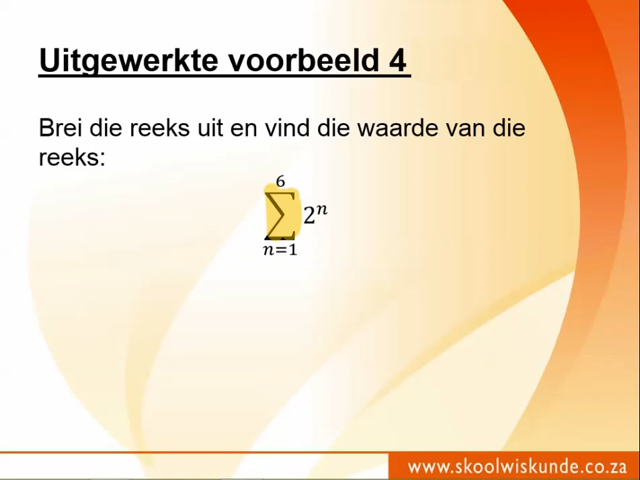 Uitgewerkte voorbeeld 4
Brei die reeks uit en vind die waarde van die
reeks:
6
∑ 2ⁿ
n=1
www.skoolwiskunde.co.za